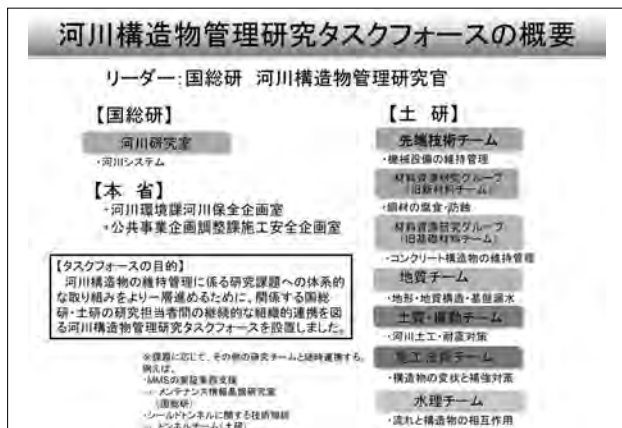 河川構造物管理研究タスクフォースの概要
リーダー：国総研 河川構造物管理研究官
【国総研】
河川研究室
・河川システム
【本 省】
・河川環境課河川保全企画室
・公共事業企画調整課施工安全企画室
【タスクフォースの目的】
河川構造物の維持管理に係る研究課題への体系的
な取り組みをより一層進めるために、関係する国総
研・土研の研究担当者間の継続的な組織的連携を図
る河川構造物管理研究タスクフォースを設置しました。
※課題に応じて、その他の研究チームと随時連携する。
例えば、
・MMSの実証業務支援
→ メンテナンス情報基盤研究室
（国総研）
・シールドトンネルに関する技術相談
→ トンネルチーム（土研）
【土 研】
先端技術チーム
・機械設備の維持管理
材料資源研究グループ
（旧新材料チーム）
・鋼材の腐食・防蝕
材料資源研究グループ
（旧基礎材料チーム）
・コンクリート構造物の維持管理
地質チーム
・地形・地質構造・基盤漏水
土質・振動チーム
・河川土工・耐震対策
施工技術チーム
・構造物の変状と補強対策
水理チーム
・流れと構造物の相互作用